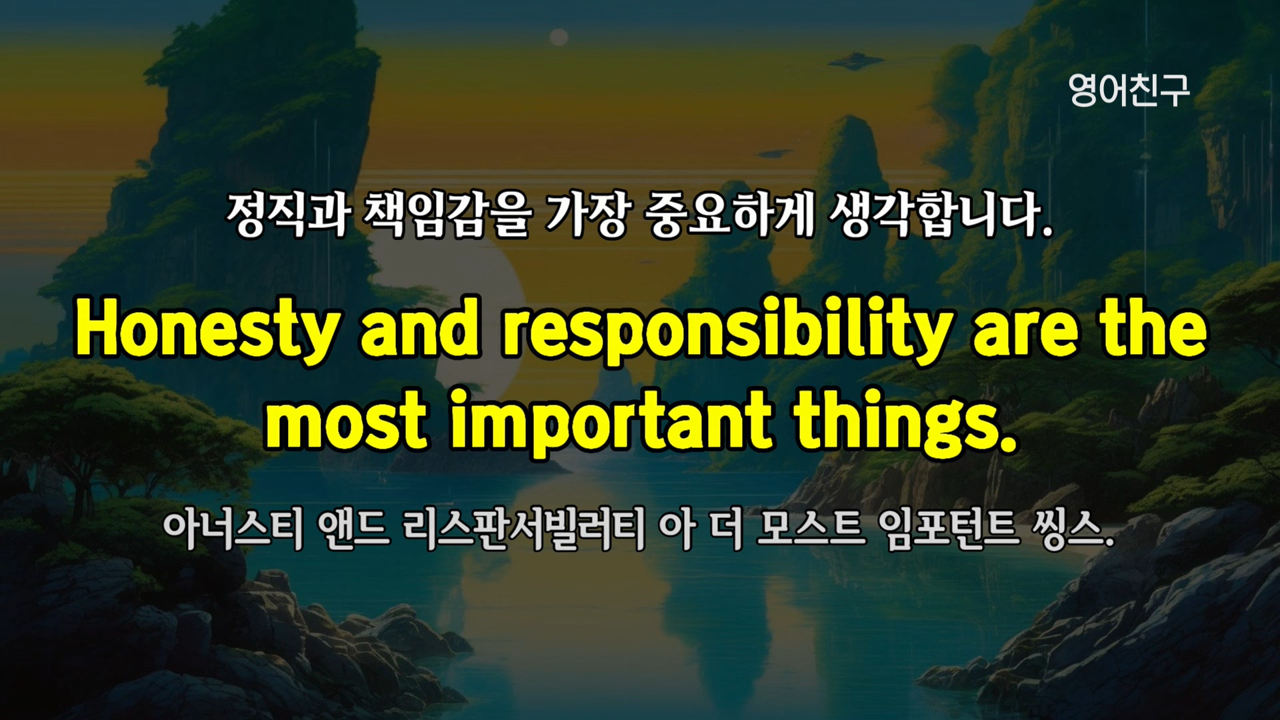 영어친구
정직과 책임감을 가장 중요하게 생각합니다.
Honesty and responsibility are the
most important things.
아너스티 앤드 리스판서빌러티 아 더 모스트 임포턴트 씽스.